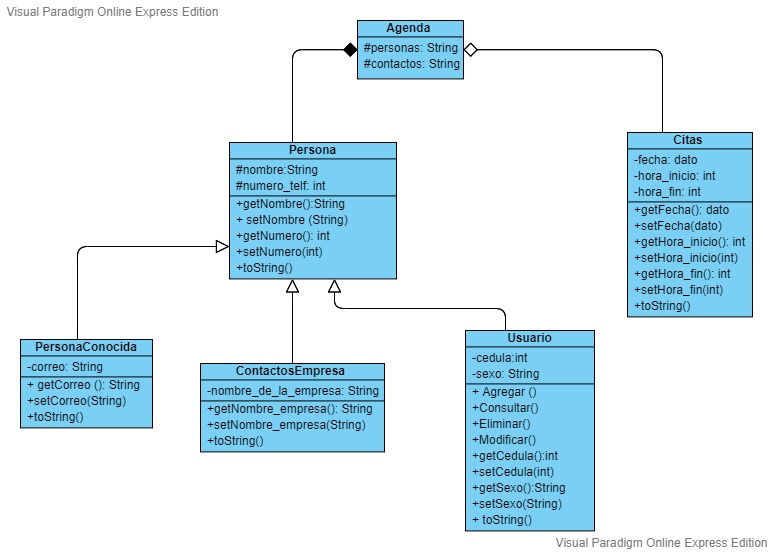 Visual Paradigm Online Express Edition
Agenda
#personas: String
#contactos: String
Persona
#nombre:String
#numero_telf: int
+getNombre():String
+ setNombre (String)
+getNumero(): int
+setNumero(int)
+toString()
Citas
-fecha: dato
-hora_inicio: int
-hora_fin: int
+getFecha(): dato
+setFecha(dato)
+getHora_inicio(): int
+setHora_inicio(int)
+getHora_fin(): int
+setHora_fin(int)
+toString()
PersonaConocida
-correo: String
+ getCorreo (): String
+setCorreo(String)
+toString()
ContactosEmpresa
-nombre_de_la_empresa: String
+getNombre_empresa(): String
+setNombre_empresa(String)
+toString()
Usuario
-cedula:int
-sexo: String
+ Agregar ()
+Consultar()
+Eliminar()
+Modificar()
+getCedula():int
+setCedula(int)
+getSexo():String
+setSexo(String)
+ toString()
Visual Paradigm Online Express Edition